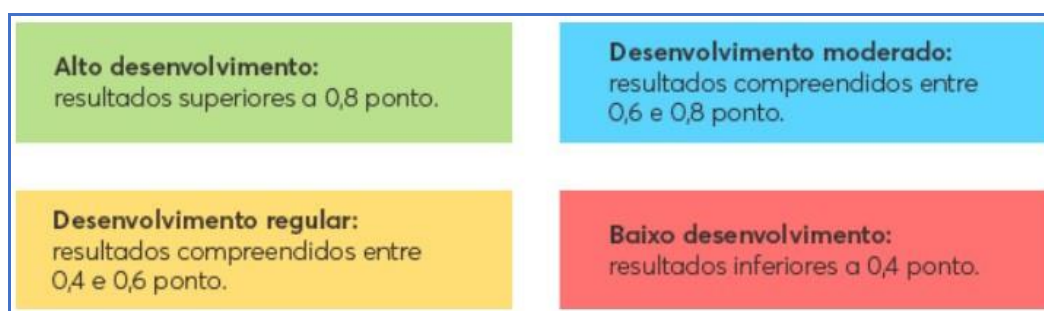 Alto desenvolvimento:
resultados superiores a 0,8 ponto.
Desenvolvimento moderado:
resultados compreendidos entre
0,6 e 0,8 ponto.
Desenvolvimento regular:
resultados compreendidos entre
0,4 e 0,6 ponto.
Baixo desenvolvimento:
resultados inferiores a 0,4 ponto.